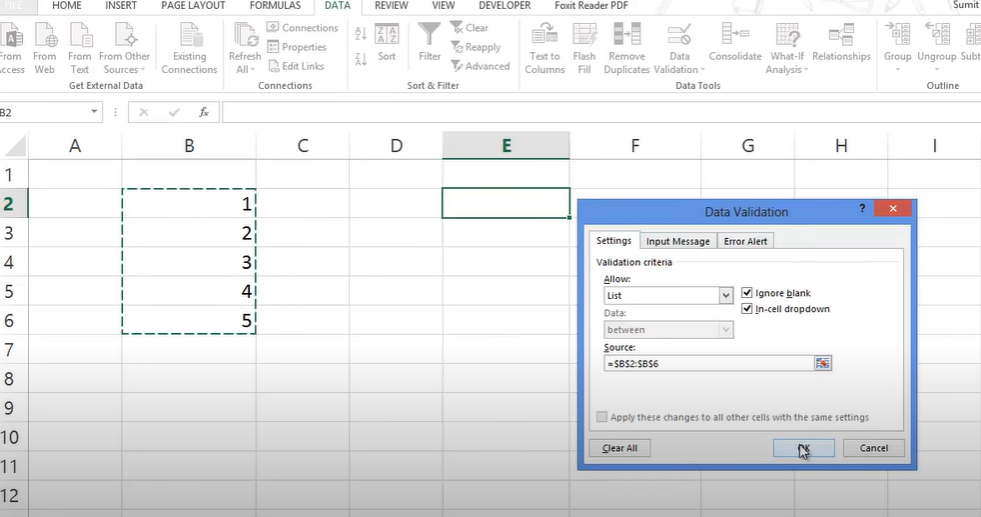 FILE HOME INSERT PAGE LAYOUT FORMULAS DATA REVIEW VIEW DEVELOPER Foxit Reader PDF Sumit
From Access
From Web
From Text
From Other Sources
Existing Connections
Refresh All
Connections
Properties
Edit Links
Sort
Filter
Clear
Reapply
Advanced
Text to Columns
Flash Fill
Remove Duplicates
Data Validation
Consolidate
What-If Analysis
Relationships
Group
Ungroup
Get External Data
Connections
Sort & Filter
Data Tools
Outline
B2
fx
A B C D E F G H I
1
2 1
3 2
4 3
5 4
6 5
7
8
9
10
11
12
Data Validation
?
Settings Input Message Error Alert
Validation criteria
Allow:
List
Ignore blank
In-cell dropdown
Data:
between
Source:
=$B$2:$B$6
Apply these changes to all other cells with the same settings
Clear All OK Cancel